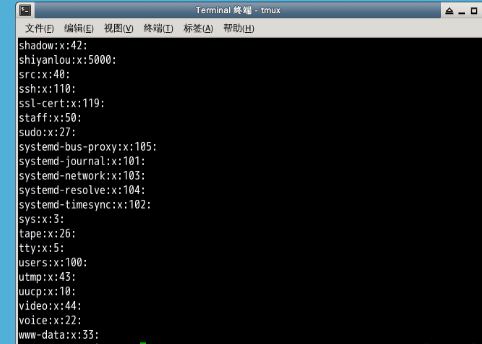 Terminal 终端 - tmux
文件(F) 编辑(E) 视图(V) 终端(T) 标签(A) 帮助(H)
shadow:x:42:
shiyanlou:x:5000:
src:x:40:
ssh:x:110:
ssl-cert:x:119:
staff:x:50:
sudo:x:27:
systemd-bus-proxy:x:105:
systemd-journal:x:101:
systemd-network:x:103:
systemd-resolve:x:104:
systemd-timesync:x:102:
sys:x:3:
tape:x:26:
tty:x:5:
users:x:100:
utmp:x:43:
uucp:x:10:
video:x:44:
voice:x:22:
www-data:x:33: